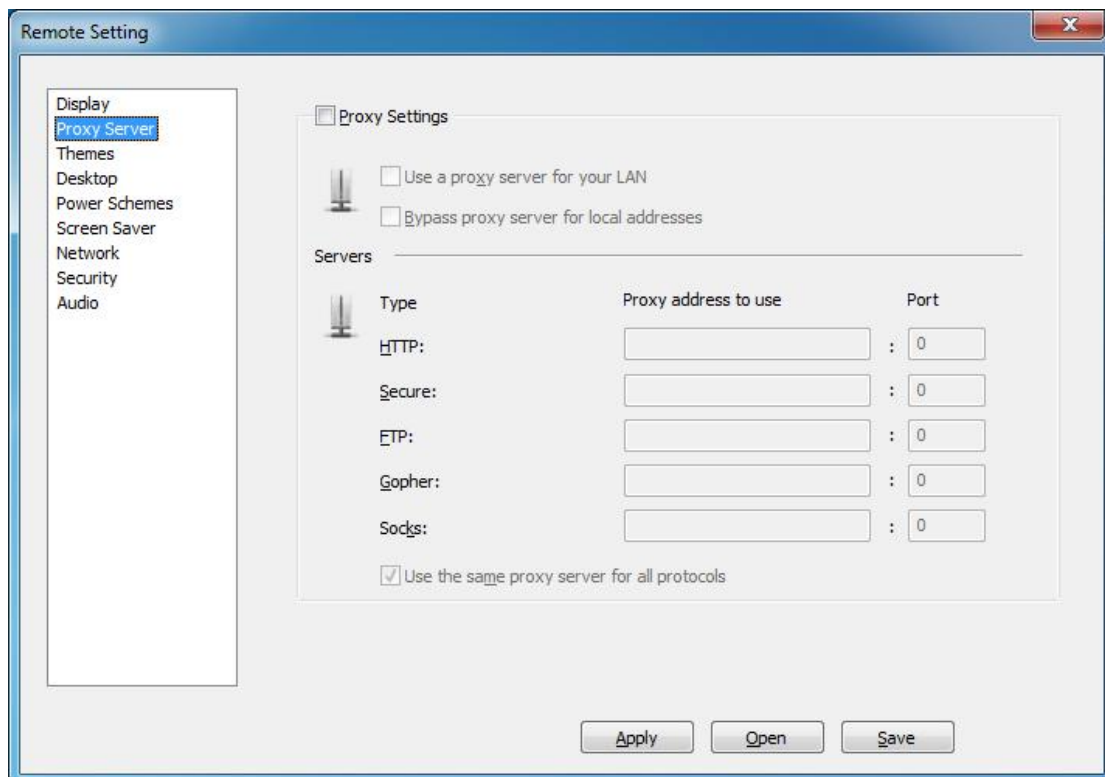 Remote Setting
Display
Proxy Server
Themes
Desktop
Power Schemes
Screen Saver
Network
Security
Audio
Proxy Settings
Use a proxy server for your LAN
Bypass proxy server for local addresses
Servers
Type Proxy address to use Port
HTTP: : 0
Secure: : 0
FTP: : 0
Gopher: : 0
Socks: : 0
Use the same proxy server for all protocols
Apply Open Save